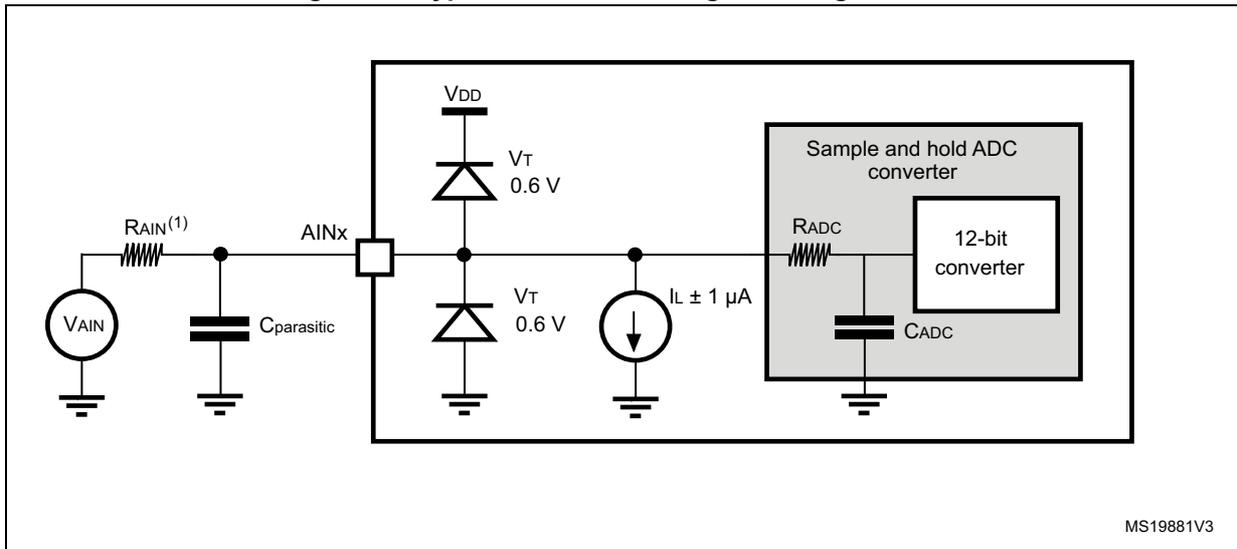 VDD
VT
0.6 V
Sample and hold ADC
converter
RAIN(1)
AINx
RADC
12-bit
converter
VAIN
Cparasitic
VT
0.6 V
IL ± 1 µA
CADC
MS19881V3